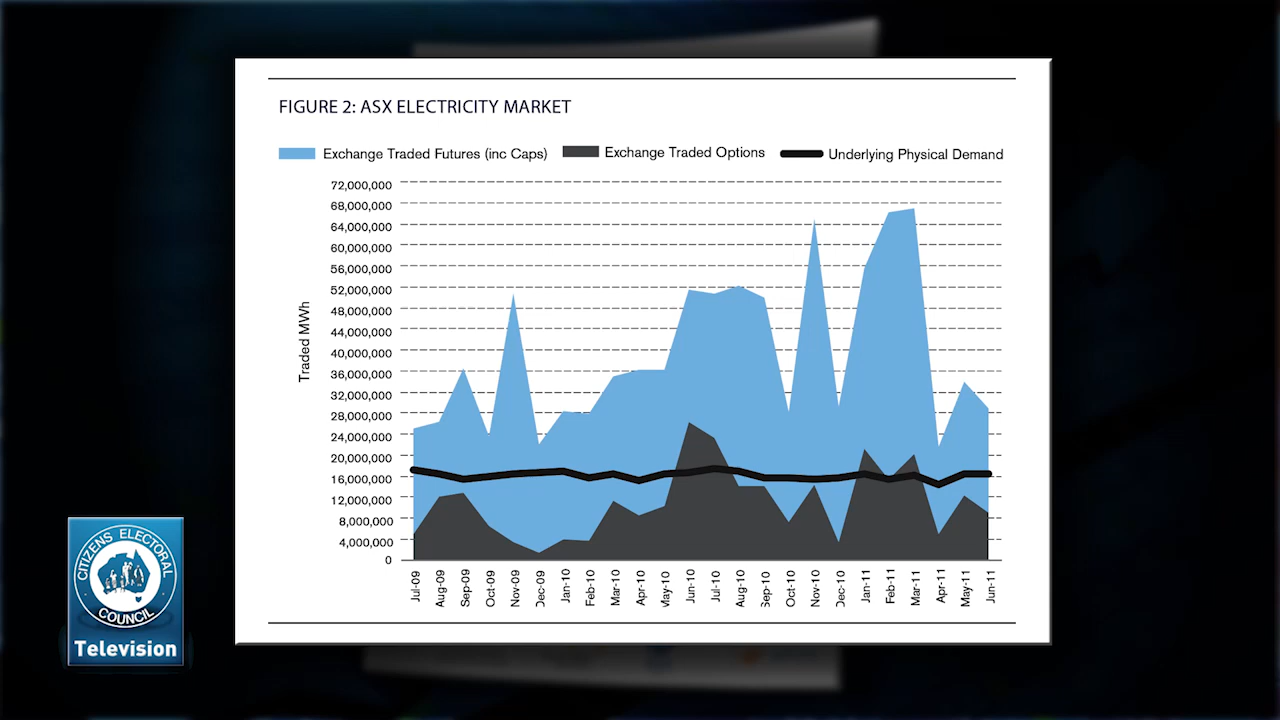 FIGURE 2: ASX ELECTRICITY MARKET
Exchange Traded Futures (inc Caps) Exchange Traded Options Underlying Physical Demand
Traded MWh
72,000,000
68,000,000
64,000,000
60,000,000
56,000,000
52,000,000
48,000,000
44,000,000
40,000,000
36,000,000
32,000,000
28,000,000
24,000,000
20,000,000
16,000,000
12,000,000
8,000,000
4,000,000
0
Jul-09 Aug-09 Sep-09 Oct-09 Nov-09 Dec-09 Jan-10 Feb-10 Mar-10 Apr-10 May-10 Jun-10 Jul-10 Aug-10 Sep-10 Oct-10 Nov-10 Dec-10 Jan-11 Feb-11 Mar-11 Apr-11 May-11 Jun-11
CITIZENS ELECTORAL
COUNCIL
Television